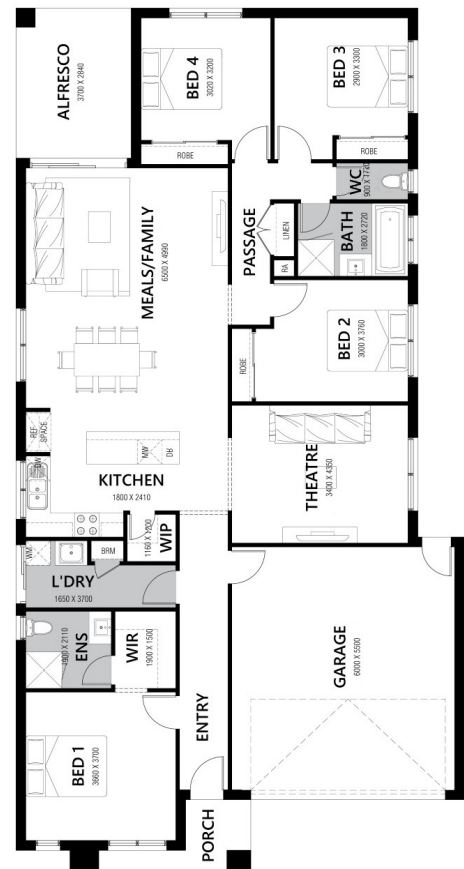 ALFRESCO
3700 X 2840
BED 4
3020 X 3200
BED 3
2900 X 3300
ROBE
ROBE
WC
900 X 1720
MEALS/FAMILY
6500 X 4990
PASSAGE
LINEN
RA
BATH
1800 X 2720
BED 2
3000 X 3760
ROBE
REF.
SPACE
MW
DB
DW
KITCHEN
1800 X 2410
THEATRE
3400 X 4350
WIP
1160 X 1200
WM
BRM
L'DRY
1650 X 3700
ENS
1900 X 2110
WIR
1900 X 1500
GARAGE
6000 X 5500
ENTRY
BED 1
3660 X 3700
PORCH